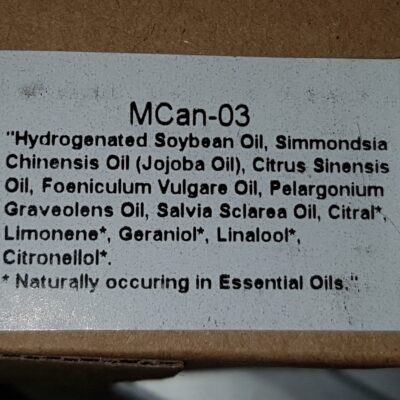 MCan-03
"Hydrogenated Soybean Oil, Simmondsia
Chinensis Oil (Jojoba Oil), Citrus Sinensis
Oil, Foeniculum Vulgare Oil, Pelargonium
Graveolens Oil, Salvia Sclarea Oil, Citral*,
Limonene*, Geraniol*, Linalool*,
Citronellol*.
* Naturally occuring in Essential Oils."